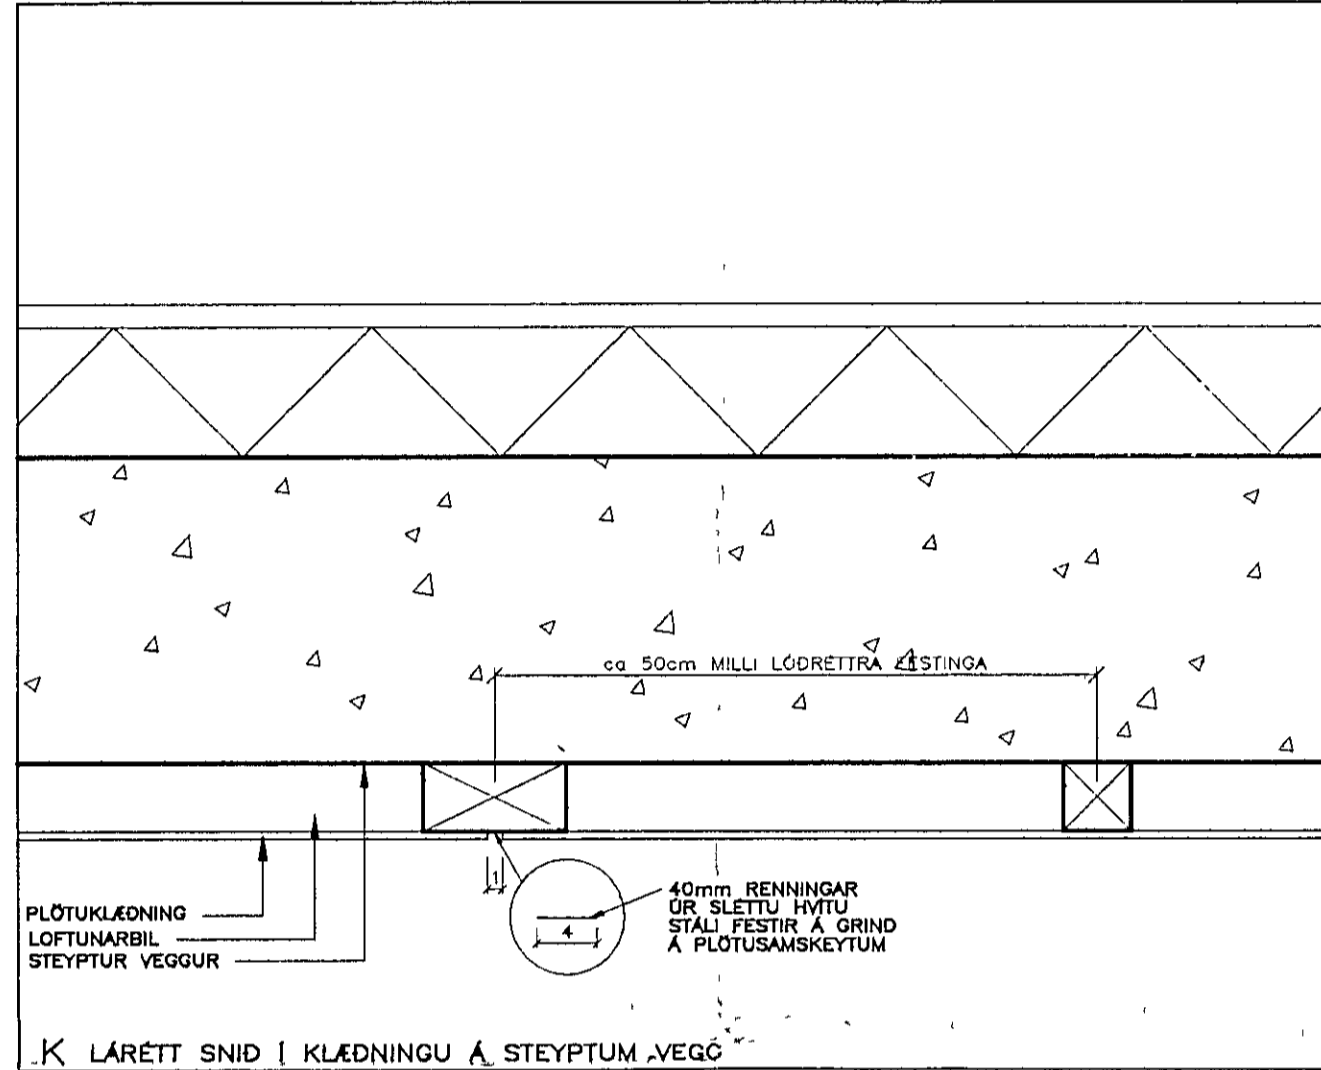 ca 50cm MILLI LÓÐRÉTTRA FESTINGA
1
4
40mm RENNINGAR
ÚR SLÉTTU HVÍTU
STÁLI FESTIR Á GRIND
Á PLÖTUSAMSKEYTUM
PLÖTUKLÆÐNING
LOFTUNARBIL
STEYPTUR VEGGUR
K LÁRÉTT SNIÐ Í KLÆÐNINGU Á STEYPTUM VEGG